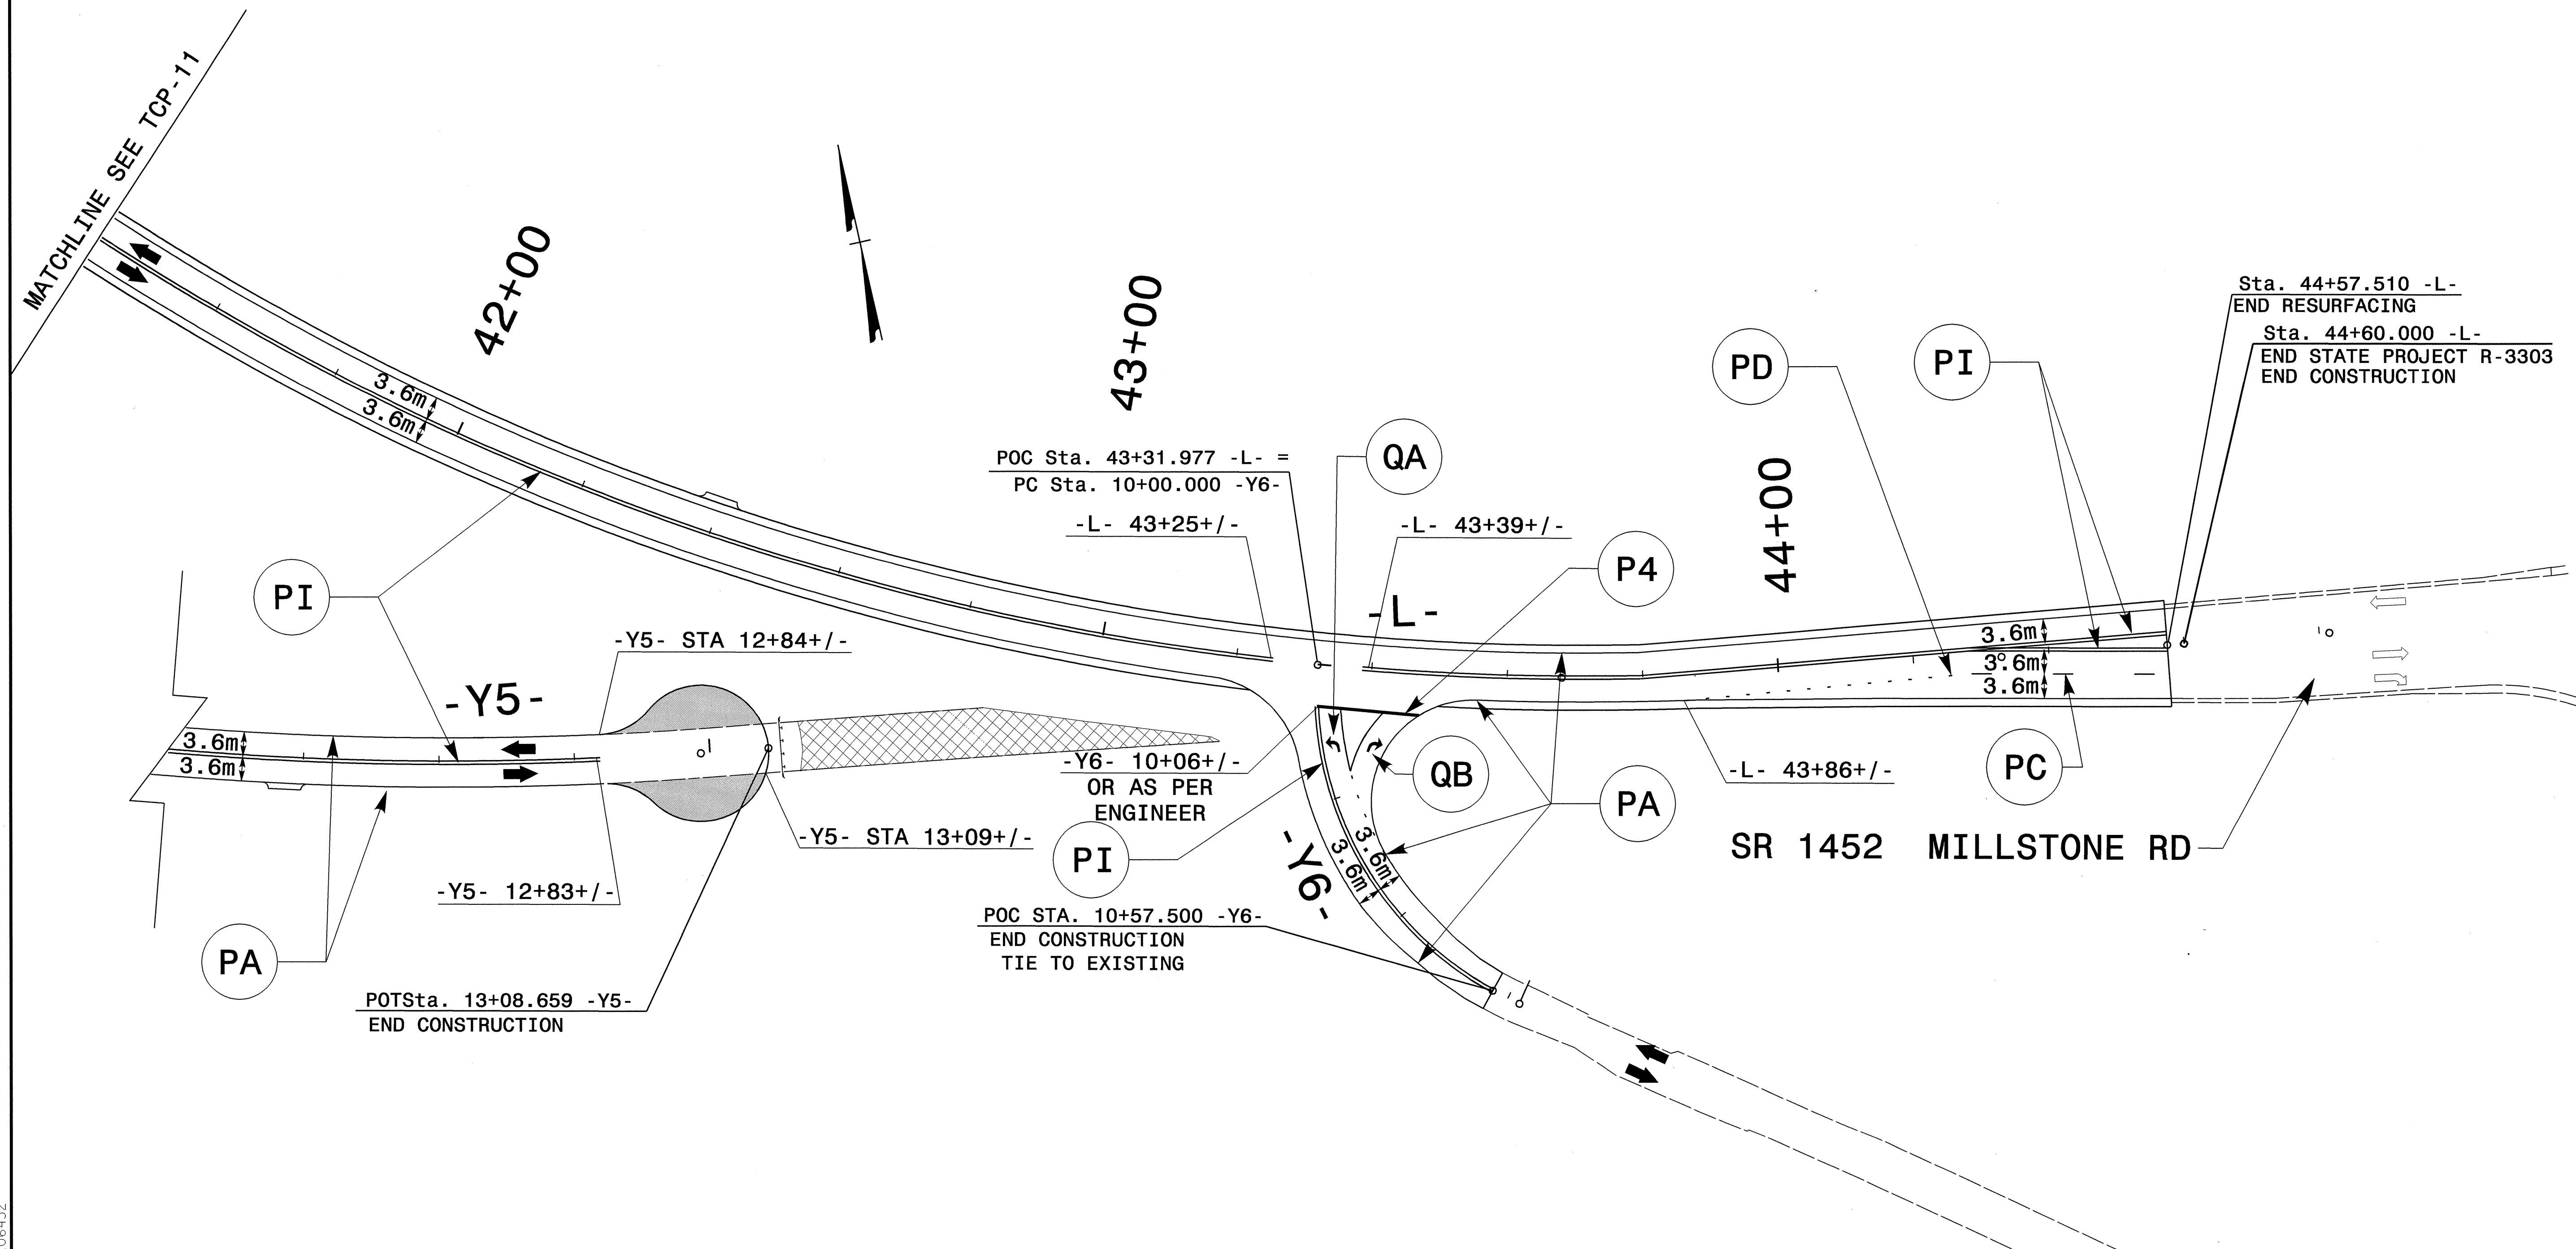 MATCHLINE SEE TCP-11
42+00
43+00
44+00
3.6m
3.6m
Sta. 44+57.510 -L-
END RESURFACING
Sta. 44+60.000 -L-
END STATE PROJECT R-3303
END CONSTRUCTION
PD
PI
QA
POC Sta. 43+31.977 -L- =
PC Sta. 10+00.000 -Y6-
-L- 43+25+/-
-L- 43+39+/-
P4
-L-
PI
-Y5- STA 12+84+/-
-Y5-
3.6m
3.6m
3.6m
3.6m
3.6m
-Y6- 10+06+/-
OR AS PER
ENGINEER
QB
-L- 43+86+/-
PC
PA
SR 1452 MILLSTONE RD
-Y5- STA 13+09+/-
PI
-Y6-
3.6m
3.6m
-Y5- 12+83+/-
POC STA. 10+57.500 -Y6-
END CONSTRUCTION
TIE TO EXISTING
PA
POTSta. 13+08.659 -Y5-
END CONSTRUCTION